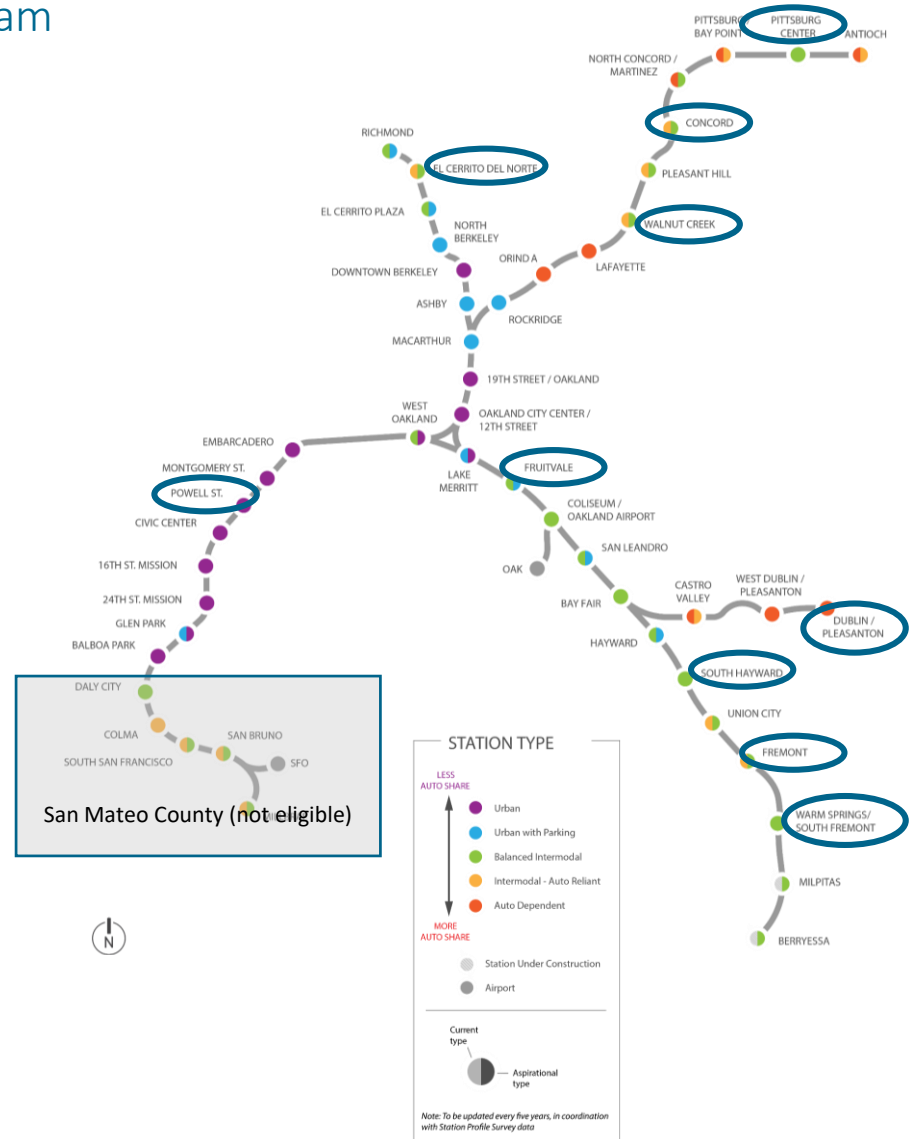 am
PITTSBURG/
BAY POINT
PITTSBURG
CENTER
ANTIOCH
NORTH CONCORD /
MARTINEZ
CONCORD
RICHMOND
EL CERRITO DEL NORTE
PLEASANT HILL
EL CERRITO PLAZA
WALNUT CREEK
NORTH
BERKELEY
ORIND A
LAFAYETTE
DOWNTOWN BERKELEY
ASHBY
ROCKRIDGE
MACARTHUR
19TH STREET / OAKLAND
WEST
OAKLAND
OAKLAND CITY CENTER /
12TH STREET
EMBARCADERO
LAKE
MERRITT
FRUITVALE
MONTGOMERY ST.
POWELL ST.
COLISEUM /
OAKLAND AIRPORT
CIVIC CENTER
SAN LEANDRO
OAK
16TH ST. MISSION
CASTRO
VALLEY
WEST DUBLIN /
PLEASANTON
24TH ST. MISSION
BAY FAIR
GLEN PARK
DUBLIN /
PLEASANTON
BALBOA PARK
HAYWARD
DALY CITY
SOUTH HAYWARD
UNION CITY
COLMA
SAN BRUNO
SOUTH SAN FRANCISCO
SFO
FREMONT
San Mateo County (not eligible)
WARM SPRINGS/
SOUTH FREMONT
MILPITAS
BERRYESSA
N
STATION TYPE
LESS
AUTO SHARE
Urban
Urban with Parking
Balanced Intermodal
Intermodal - Auto Reliant
Auto Dependent
MORE
AUTO SHARE
Station Under Construction
Airport
Current
type
Aspirational
type
Note: To be updated every five years, in coordination
with Station Profile Survey data